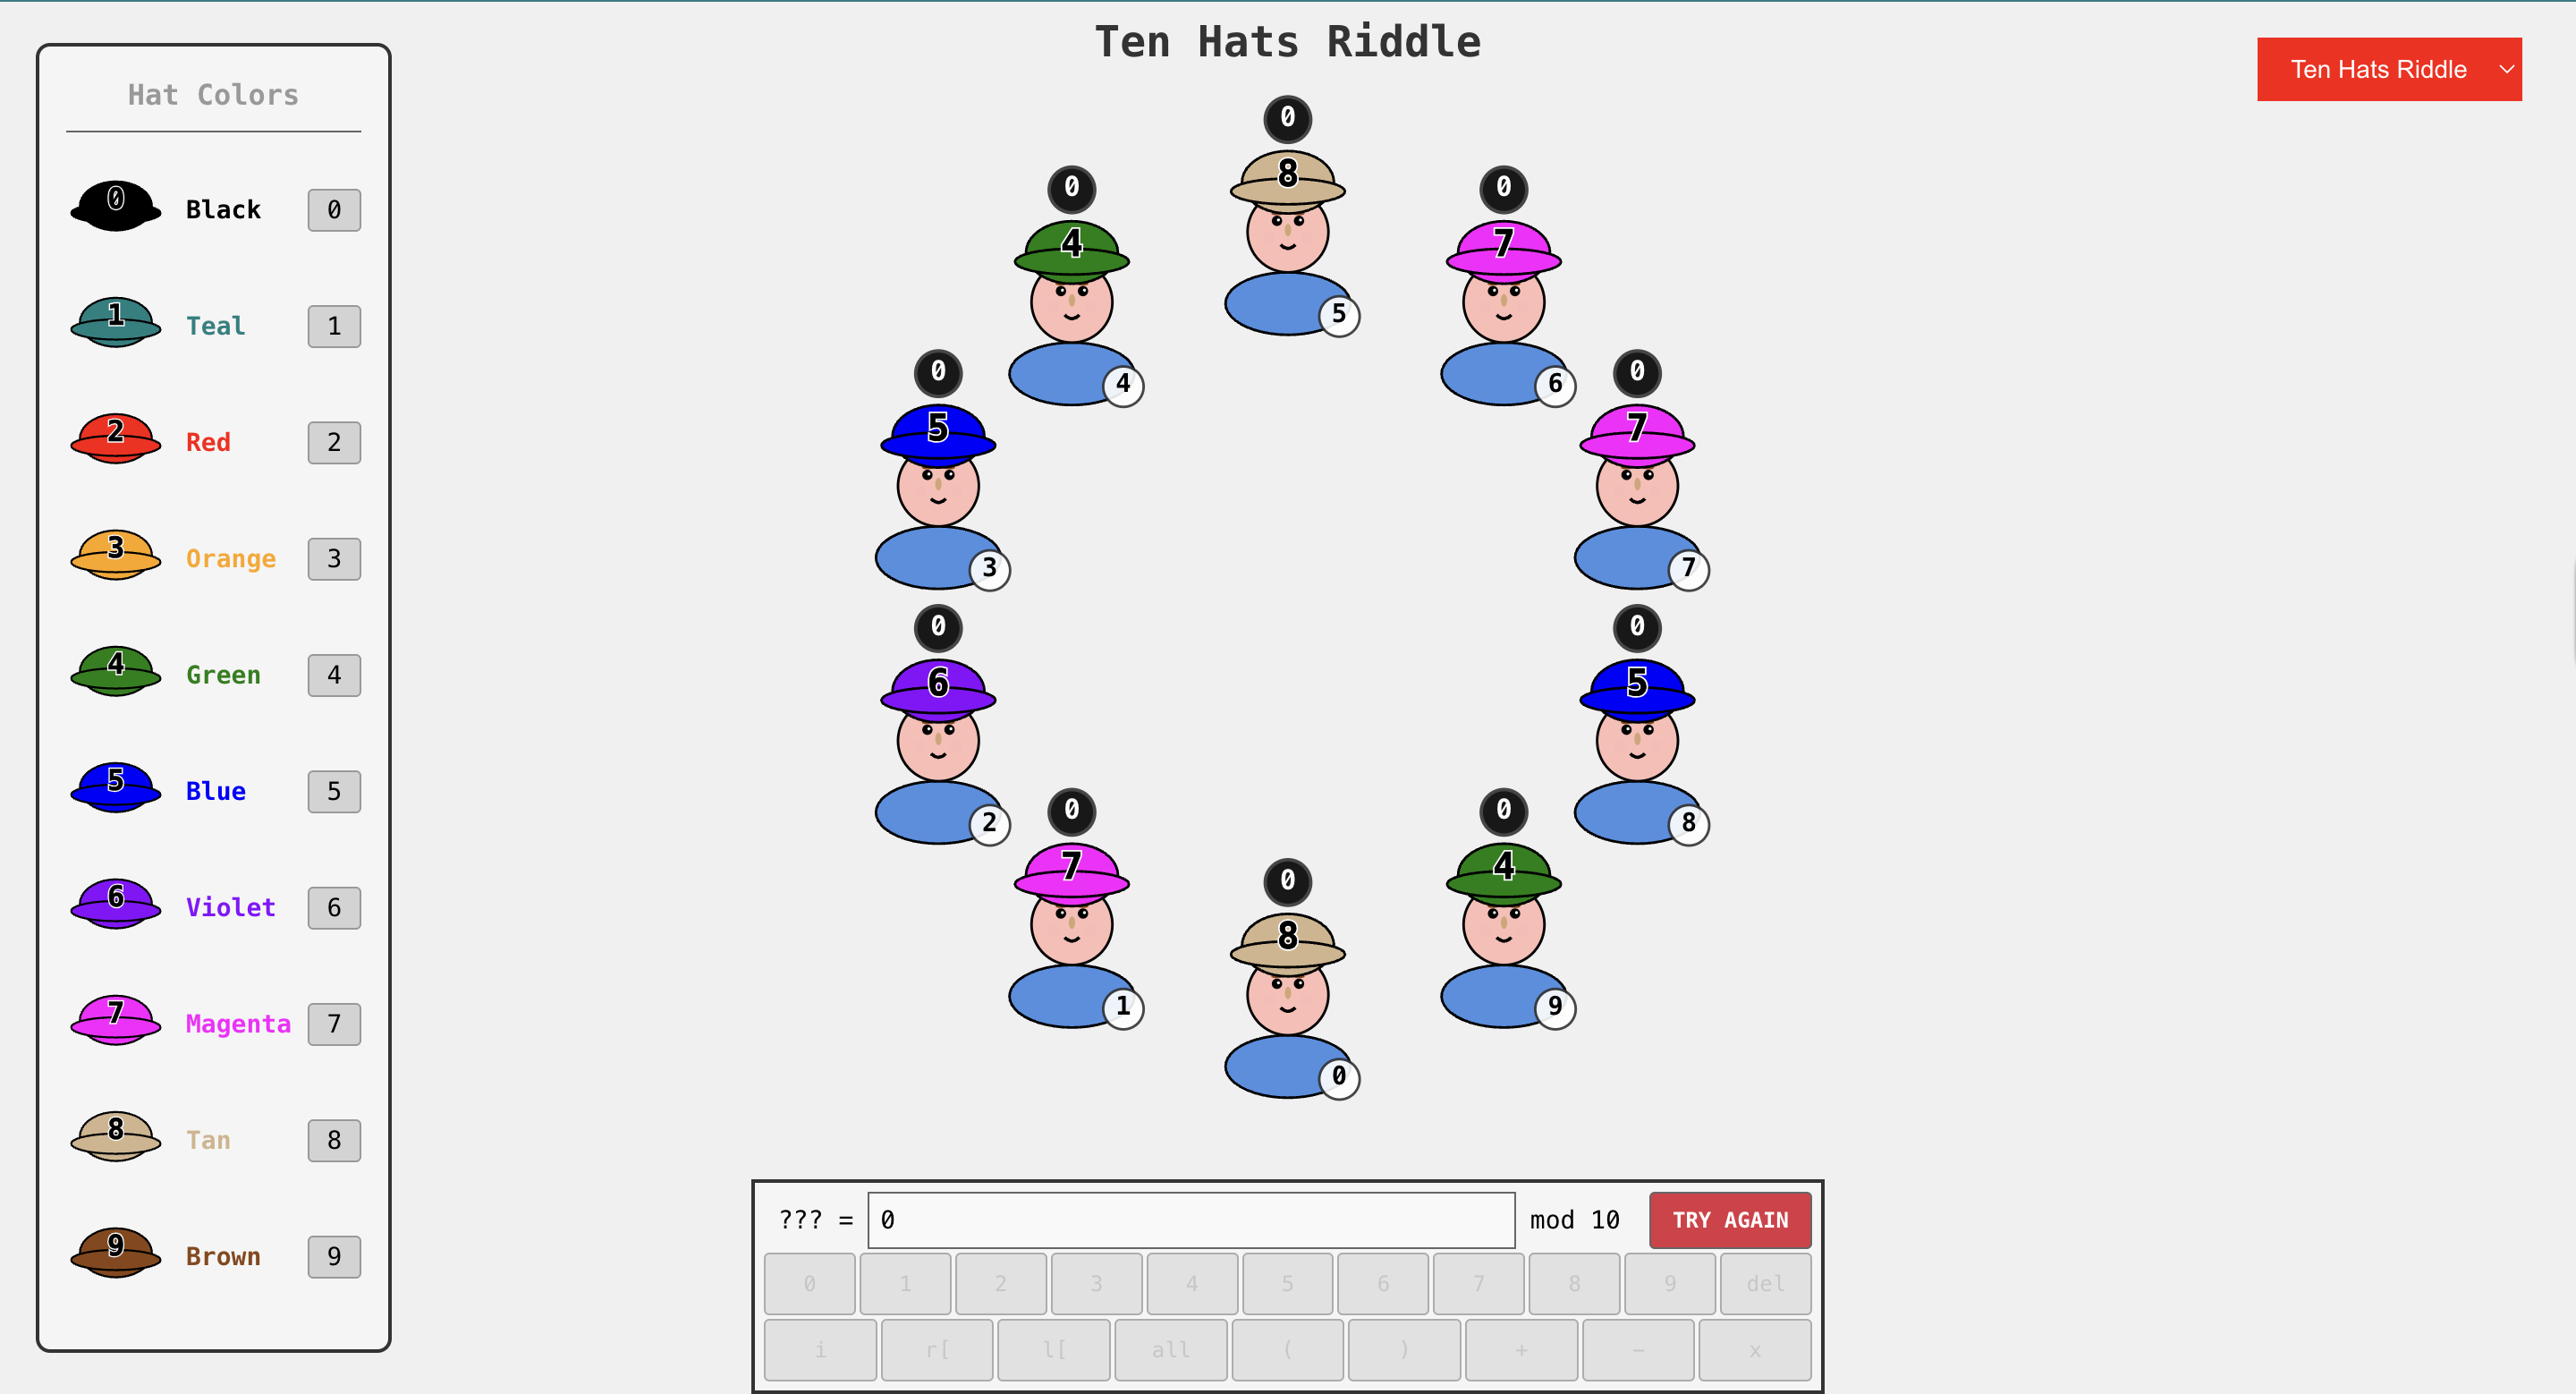 Ten Hats Riddle
Ten Hats Riddle
Hat Colors
0 Black 0
1 Teal 1
2 Red 2
3 Orange 3
4 Green 4
5 Blue 5
6 Violet 6
7 Magenta 7
8 Tan 8
9 Brown 9
0
8
5
0
4
4
0
7
6
0
5
3
0
7
7
0
6
2
0
5
8
0
7
1
0
4
9
0
8
0
??? = 0 mod 10 TRY AGAIN
0 1 2 3 4 5 6 7 8 9 del
i r[ l[ all ( ) + − x